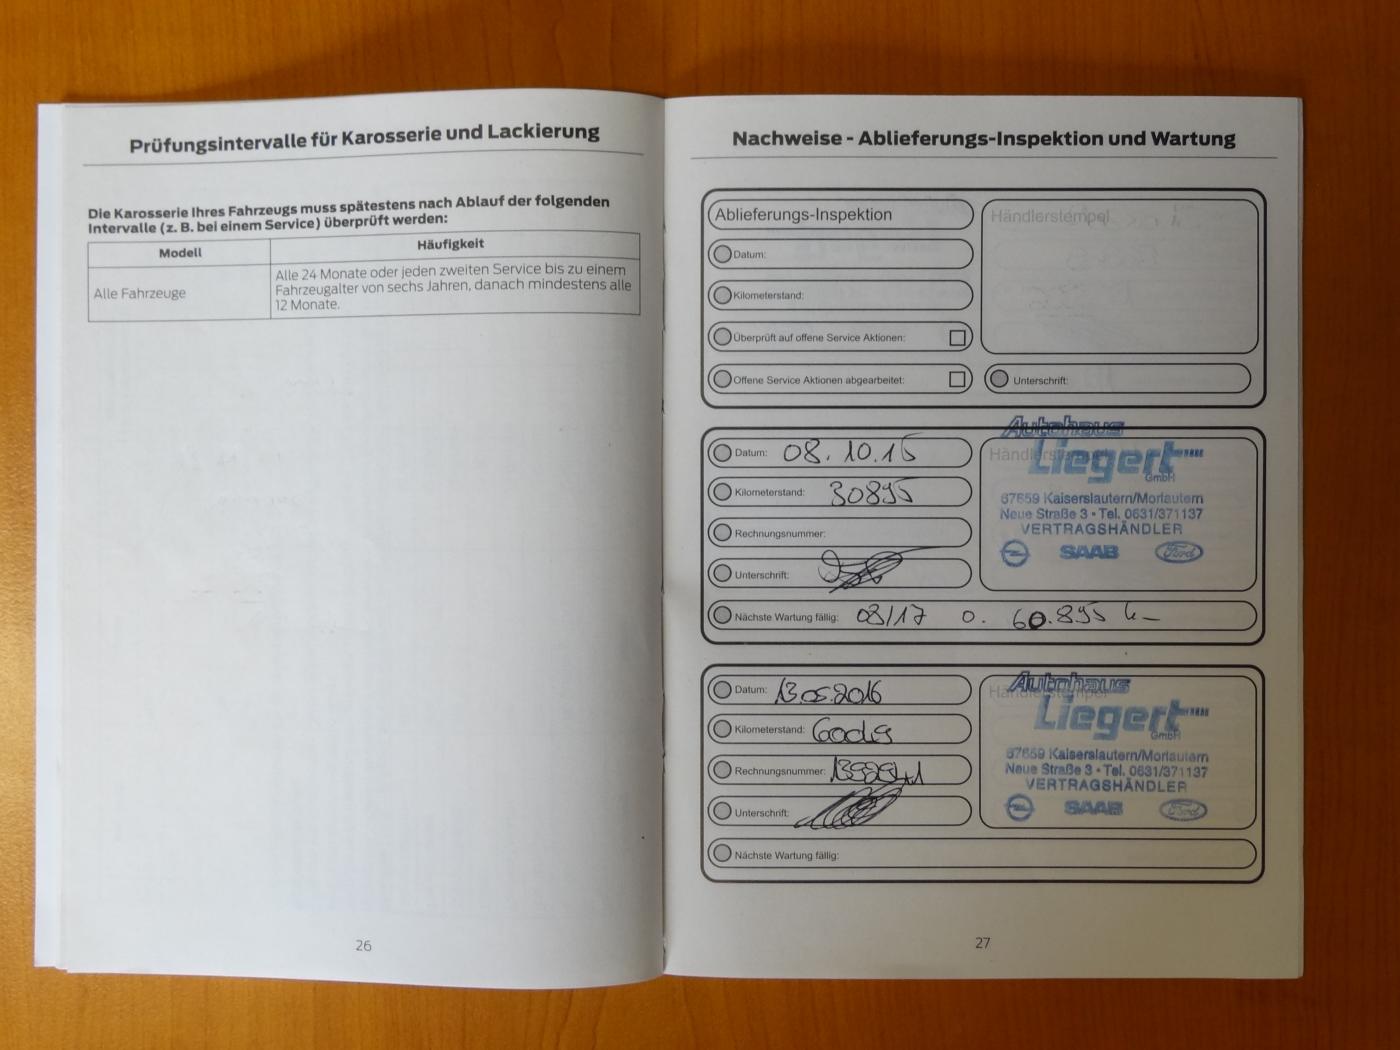 Prüfungsintervalle für Karosserie und Lackierung
Die Karosserie Ihres Fahrzeugs muss spätestens nach Ablauf der folgenden
Intervalle (z. B. bei einem Service) überprüft werden:
Modell
Häufigkeit
Alle Fahrzeuge
Alle 24 Monate oder jeden zweiten Service bis zu einem
Fahrzeugalter von sechs Jahren, danach mindestens alle
12 Monate.
26
Nachweise - Ablieferungs-Inspektion und Wartung
Ablieferungs-Inspektion
Händlerstempel
Datum:
Kilometerstand:
Überprüft auf offene Service Aktionen:
Offene Service Aktionen abgearbeitet:
Unterschrift:
Datum: 08.10.15
Kilometerstand: 30895
Rechnungsnummer:
Unterschrift:
Nächste Wartung fällig: 08/17 o. 60.895
Autohaus
Liegert
GmbH
67659 Kaiserslautern/Morlautern
Neue Straße 3 • Tel. 0631/371137
VERTRAGSHÄNDLER
SAAB Ford
Datum: 13.05.2016
Kilometerstand:
Rechnungsnummer:
Unterschrift:
Nächste Wartung fällig:
Händlerstempel
Autohaus
Liegert
GmbH
67659 Kaiserslautern/Morlautern
Neue Straße 3 • Tel. 0631/371137
VERTRAGSHÄNDLER
SAAB Ford
27